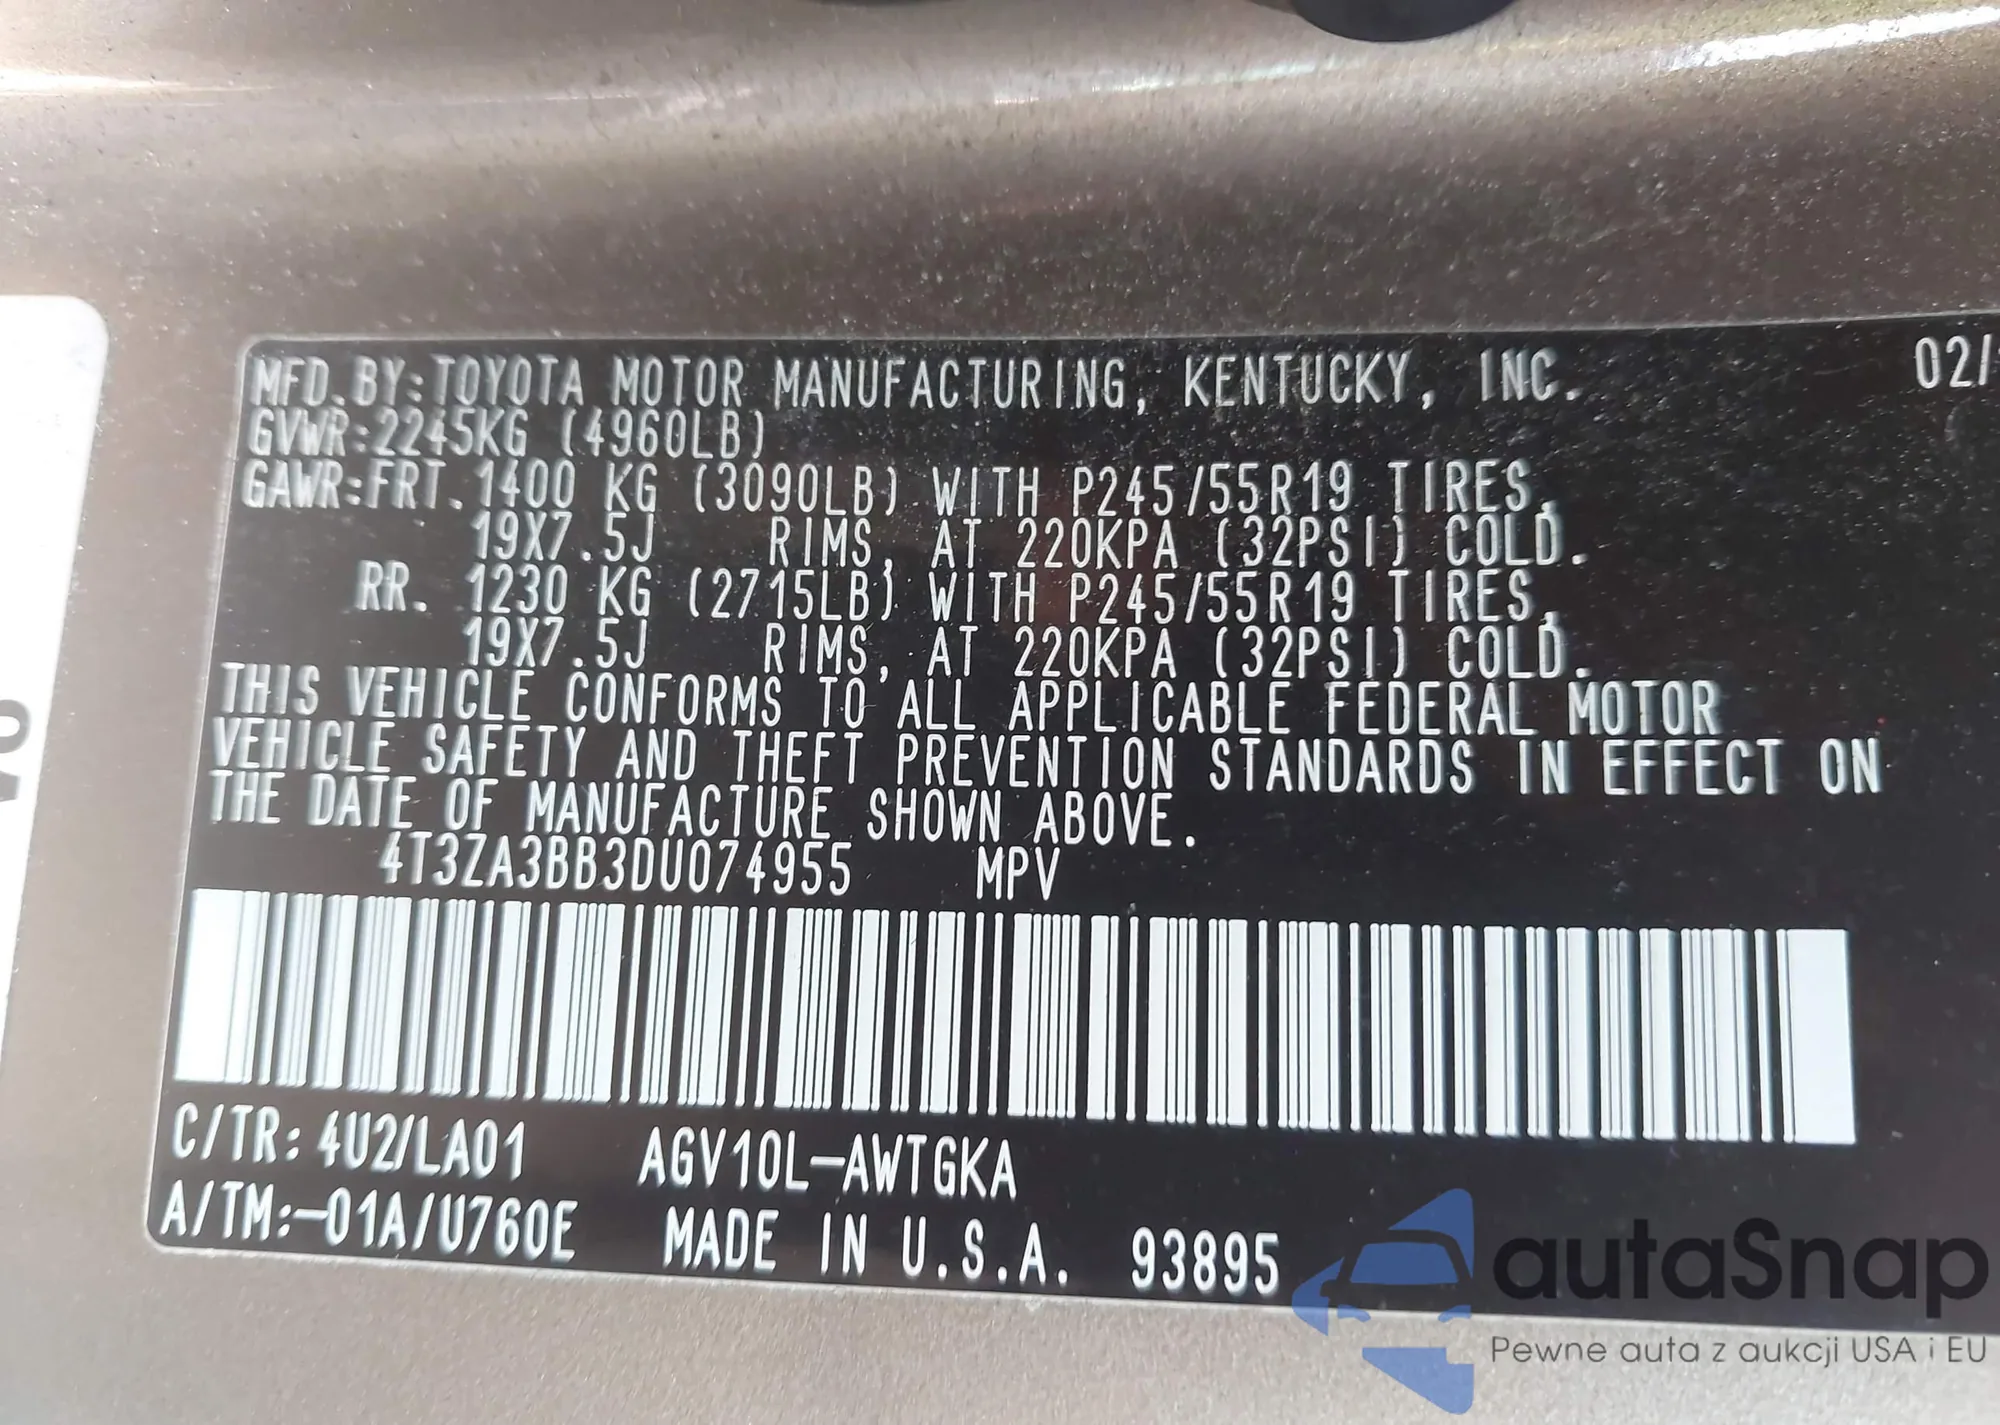 MFD.BY:TOYOTA MOTOR MANUFACTURING, KENTUCKY, INC. 02/
GVWR:2245KG (4960LB)
GAWR:FRT.1400 KG (3090LB) WITH P245/55R19 TIRES,
19X7.5J RIMS, AT 220KPA (32PSI) COLD.
RR. 1230 KG (2715LB) WITH P245/55R19 TIRES,
19X7.5J RIMS, AT 220KPA (32PSI) COLD.
THIS VEHICLE CONFORMS TO ALL APPLICABLE FEDERAL MOTOR
VEHICLE SAFETY AND THEFT PREVENTION STANDARDS IN EFFECT ON
THE DATE OF MANUFACTURE SHOWN ABOVE.
4T3ZA3BB3DU074955 MPV
C/TR: 4U2/LA01 AGV10L-AWTGKA
A/TM:-01A/U760E MADE IN U.S.A. 93895
autaSnap
Pewne auta z aukcji USA i EU